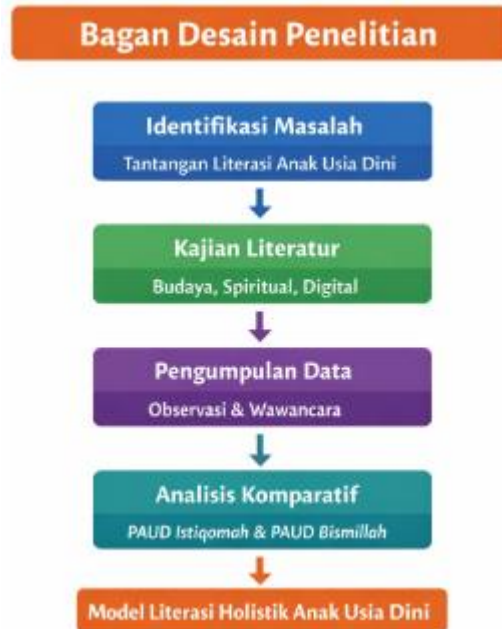 Bagan Desain Penelitian
Identifikasi Masalah
Tantangan Literasi Anak Usia Dini
Kajian Literatur
Budaya, Spiritual, Digital
Pengumpulan Data
Observasi & Wawancara
Analisis Komparatif
PAUD Istiqomah & PAUD Bismillah
Model Literasi Holistik Anak Usia Dini